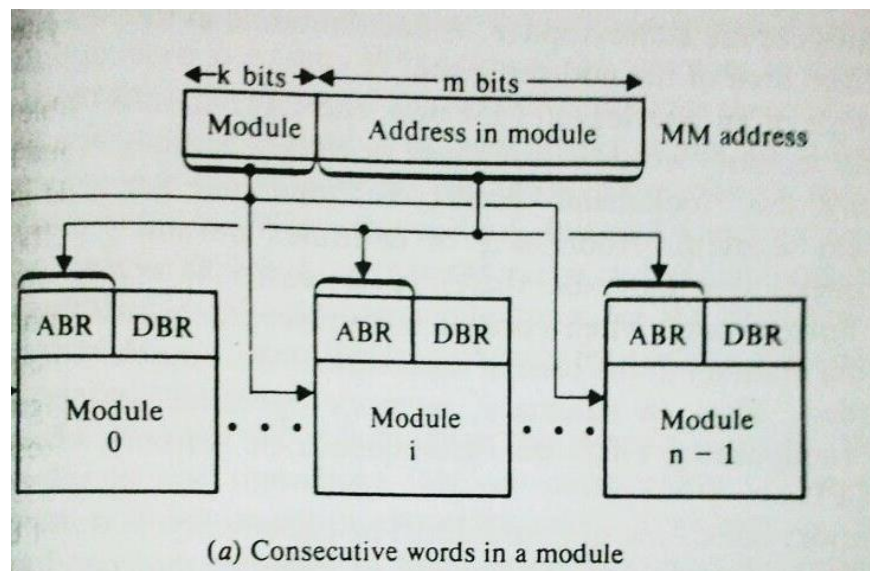 k bits m bits
Module Address in module MM address
ABR DBR ABR DBR ABR DBR
Module Module Module
0 . . . i . . . n − 1
(a) Consecutive words in a module